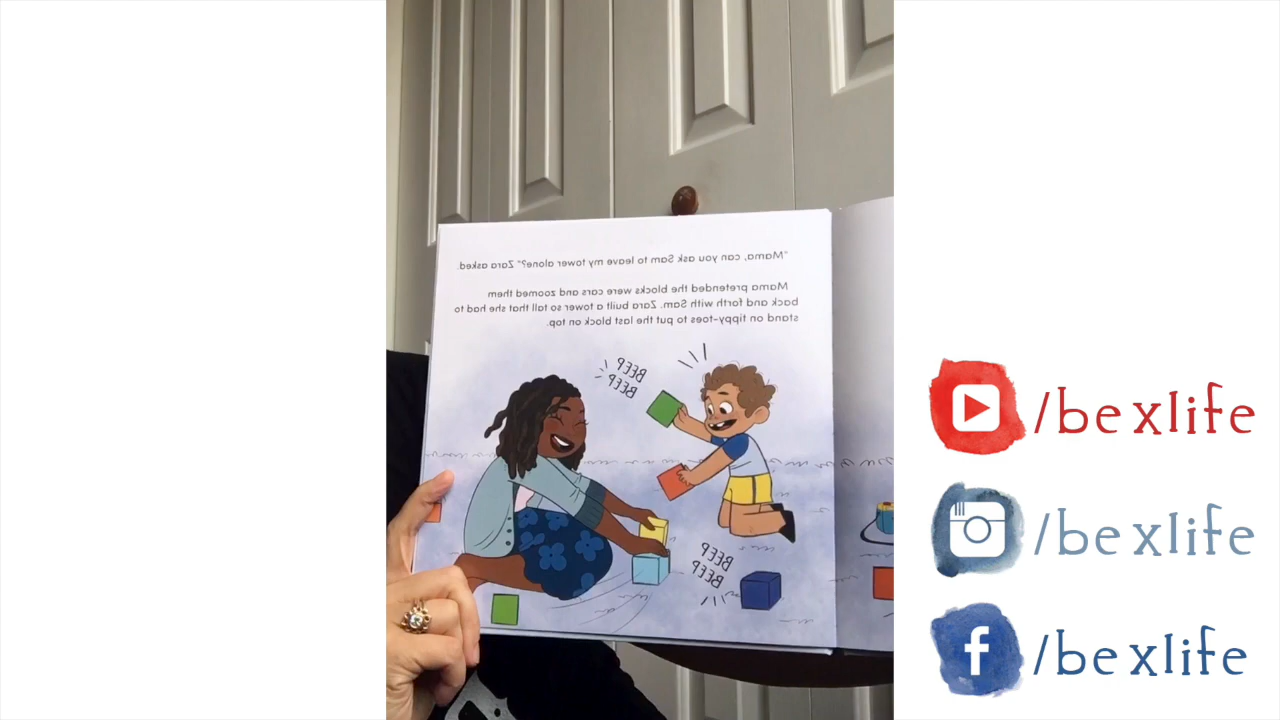 "Mama, can you ask Sam to leave my tower alone?" Zara asked.
Mama pretended the blocks were cars and zoomed them
back and forth with Sam. Zara built a tower so tall that she had to
stand on tippy-toes to put the last block on top.
BEEP
BEEP
BEEP
BEEP
/bexlife
/bexlife
f /bexlife